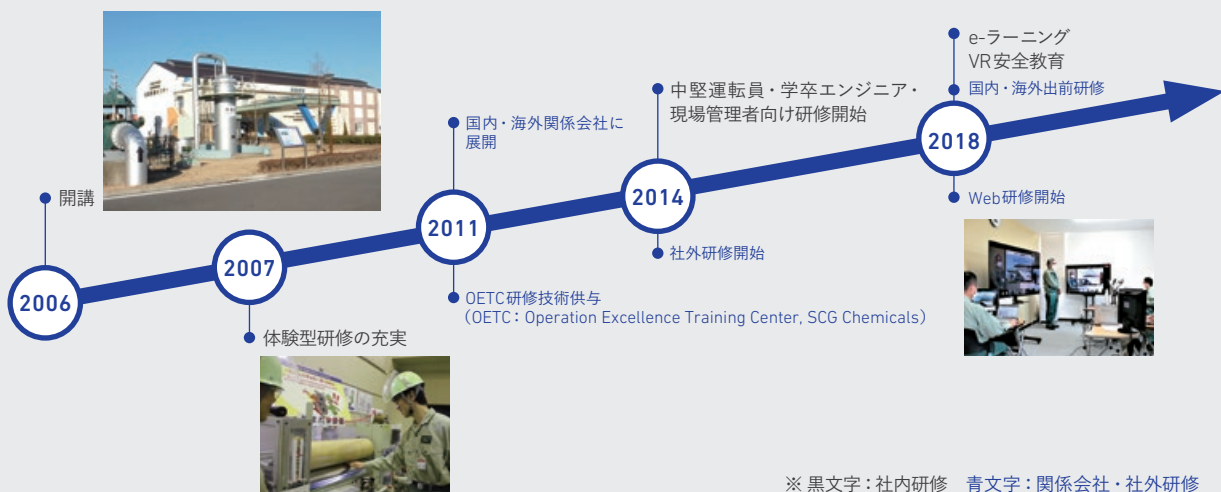 2006
開講
2007
体験型研修の充実
国内・海外関係会社に
展開
2011
OETC研修技術供与
（OETC：Operation Excellence Training Center, SCG Chemicals）
中堅運転員・学卒エンジニア・
現場管理者向け研修開始
2014
社外研修開始
e-ラーニング
VR安全教育
国内・海外出前研修
2018
Web研修開始
※ 黒文字：社内研修　青文字：関係会社・社外研修